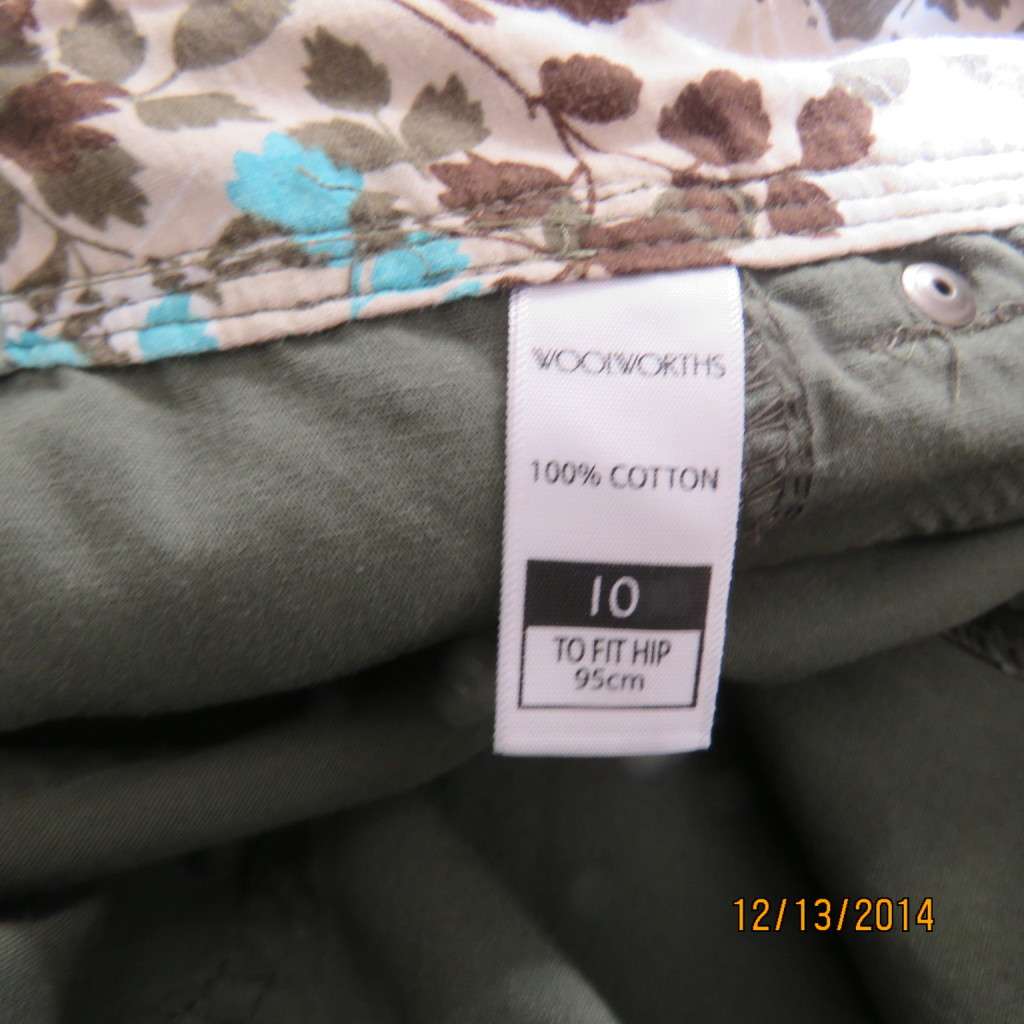 WOOLWORTHS
100% COTTON
10
TO FIT HIP
95cm
12/13/2014